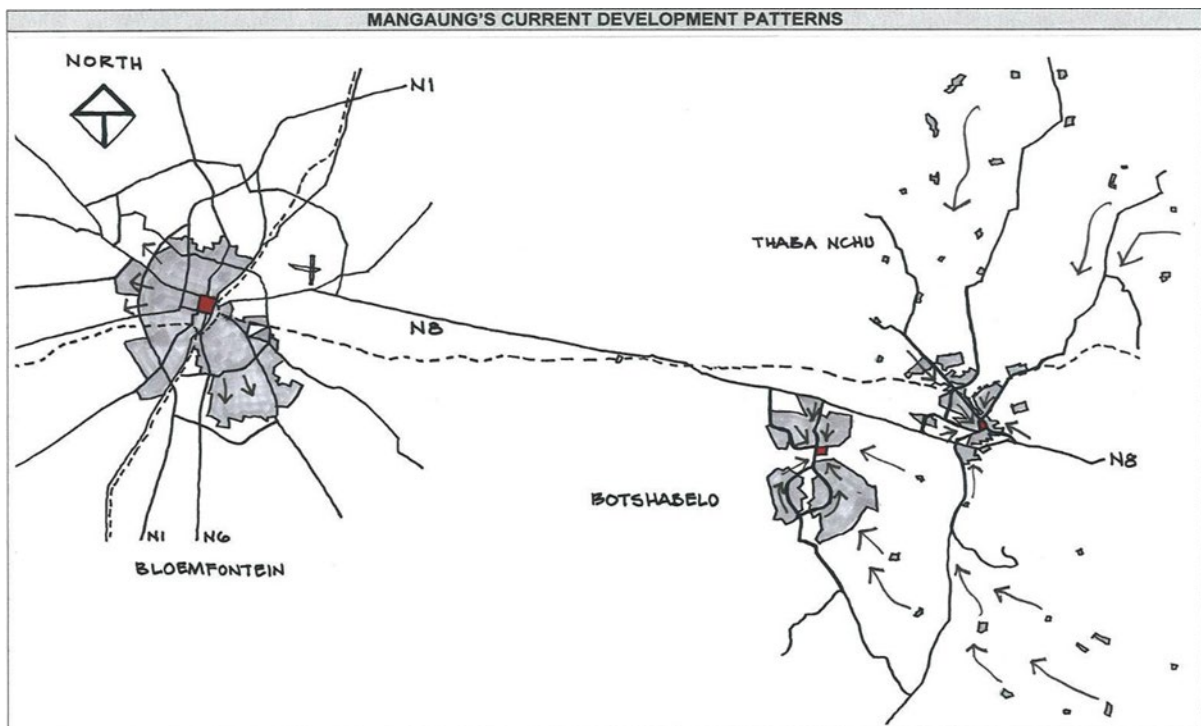 MANGAUNG'S CURRENT DEVELOPMENT PATTERNS
NORTH
N1
THABA NCHU
N8
N8
BOTSHABELO
N1
N6
BLOEMFONTEIN